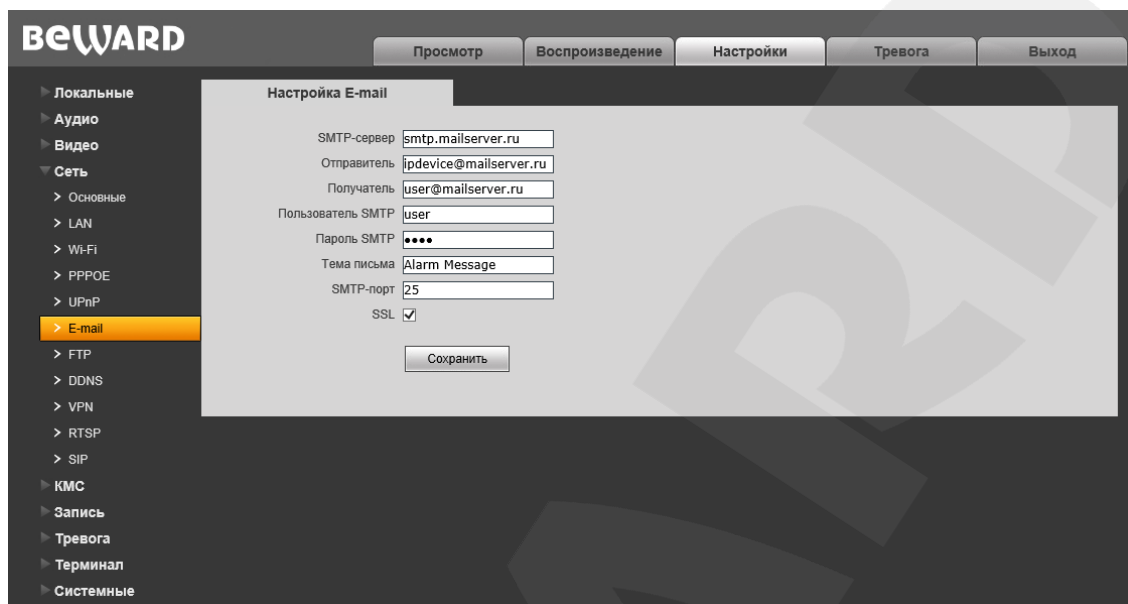 BEWARD
Просмотр
Воспроизведение
Настройки
Тревога
Выход
Локальные
Аудио
Видео
Сеть
Основные
LAN
Wi-Fi
PPPOE
UPnP
E-mail
FTP
DDNS
VPN
RTSP
SIP
КМС
Запись
Тревога
Терминал
Системные
Настройка E-mail
SMTP-сервер smtp.mailserver.ru
Отправитель ipdevice@mailserver.ru
Получатель user@mailserver.ru
Пользователь SMTP user
Пароль SMTP ••••
Тема письма Alarm Message
SMTP-порт 25
SSL
Сохранить